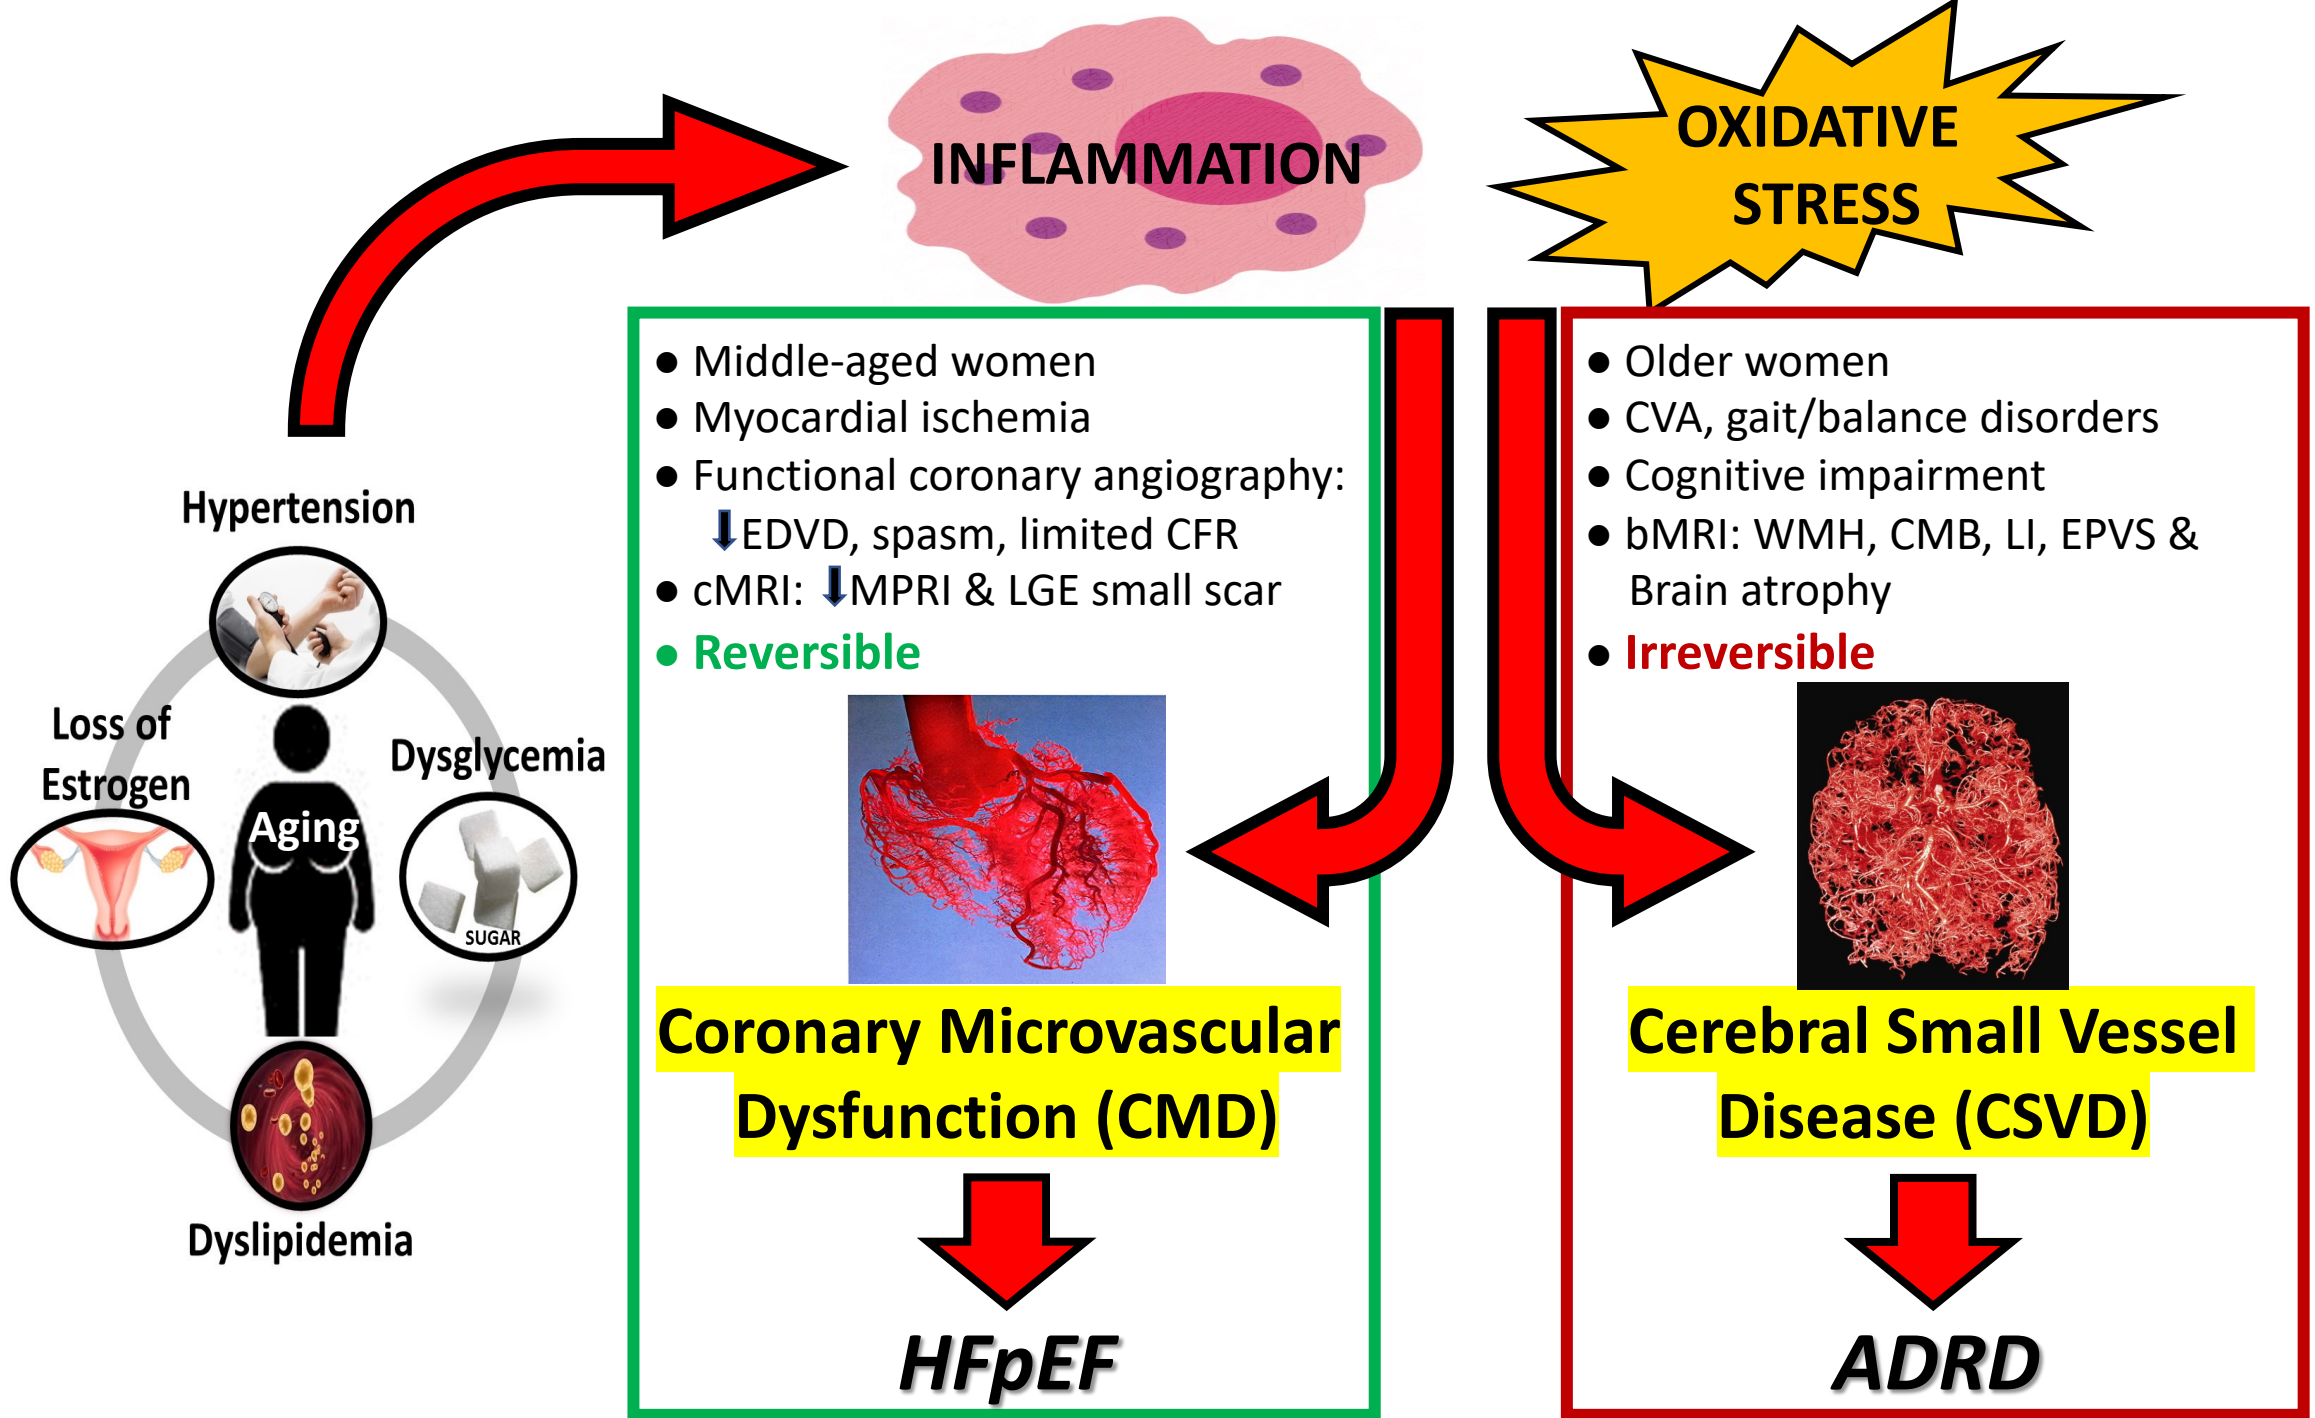 INFLAMMATION
OXIDATIVE
STRESS
Hypertension
Loss of
Estrogen
Dysglycemia
Aging
SUGAR
Dyslipidemia
● Middle-aged women
● Myocardial ischemia
● Functional coronary angiography:
⬇EDVD, spasm, limited CFR
● cMRI: ⬇MPRI & LGE small scar
● Reversible
Coronary Microvascular
Dysfunction (CMD)
HFpEF
● Older women
● CVA, gait/balance disorders
● Cognitive impairment
● bMRI: WMH, CMB, LI, EPVS &
Brain atrophy
● Irreversible
Cerebral Small Vessel
Disease (CSVD)
ADRD